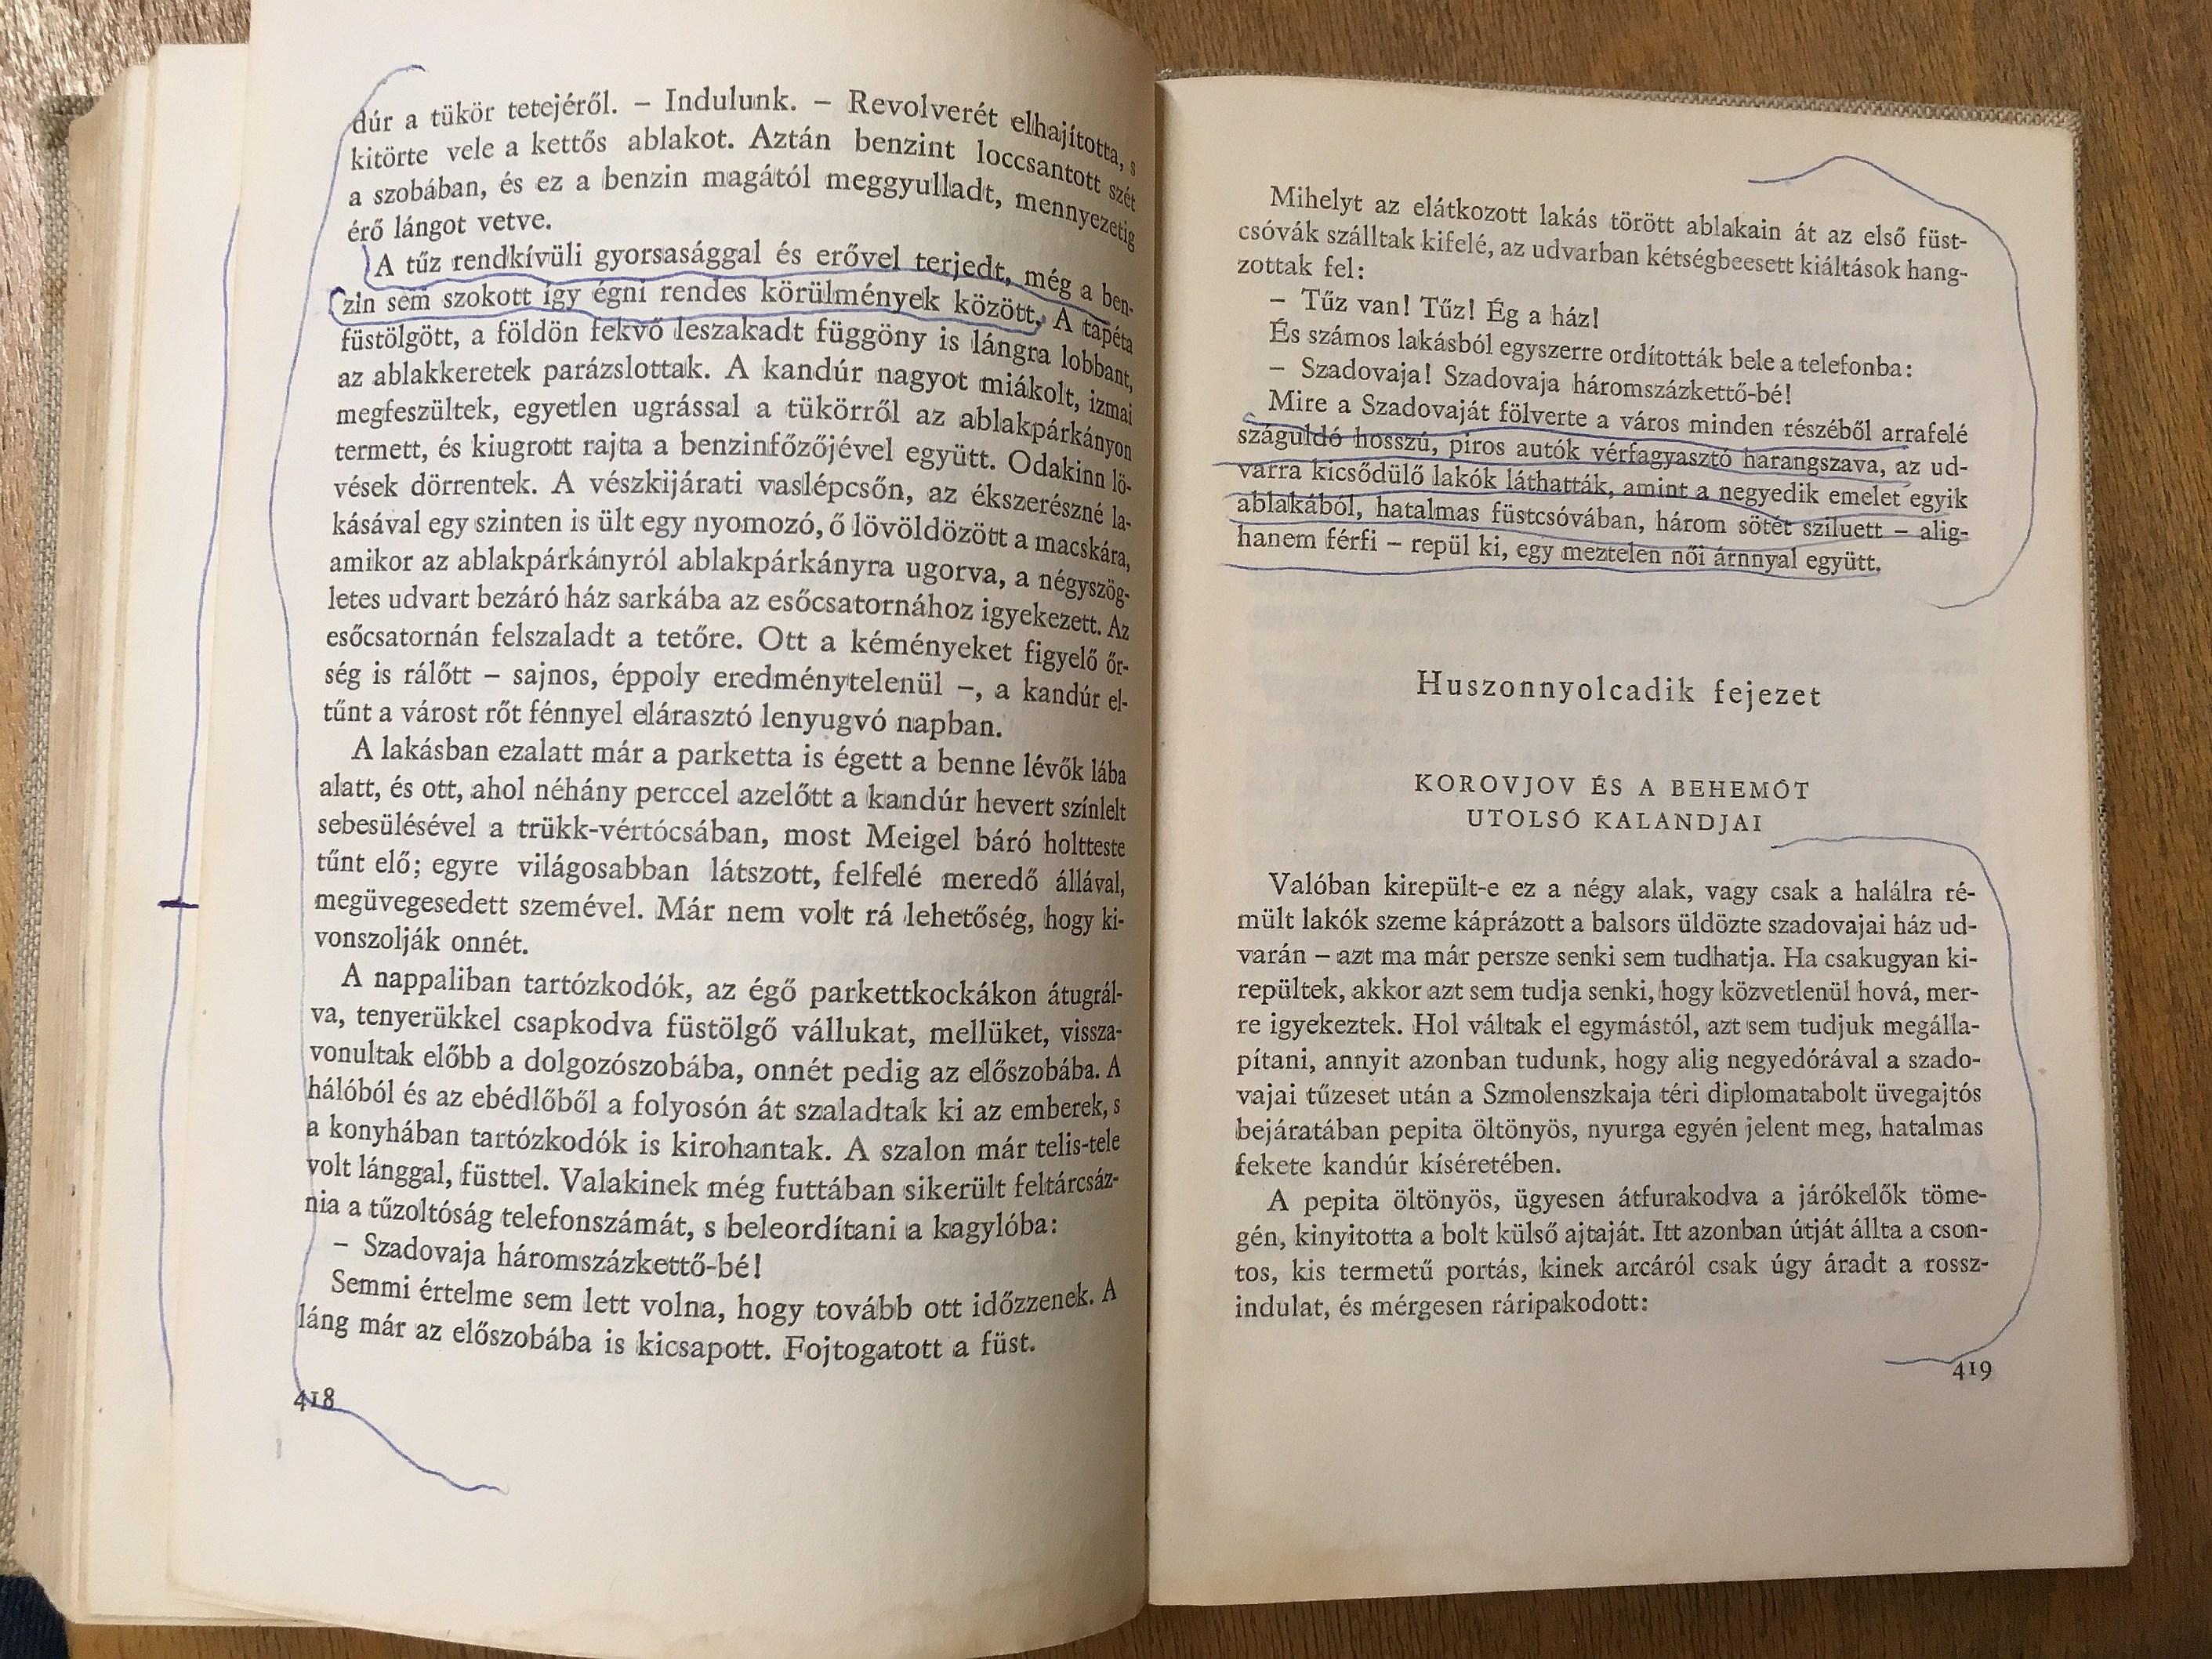 dúr a tükör tetejéről. – Indulunk. – Revolverét elhajította, s
kitörte vele a kettős ablakot. Aztán benzint loccsantott szét
a szobában, és ez a benzin magától meggyulladt, mennyezetig
érő lángot vetve.
A tűz rendkívüli gyorsasággal és erővel terjedt, még a ben-
zin sem szokott így égni rendes körülmények között. A tapéta
füstölgött, a földön fekvő leszakadt függöny is lángra lobbant,
az ablakkeretek parázslottak. A kandúr nagyot miákolt, izmai
megfeszültek, egyetlen ugrással a tükörről az ablakpárkányon
termett, és kiugrott rajta a benzinfőzőjével együtt. Odakinn lö-
vések dörrentek. A vészkijárati vaslépcsőn, az ékszerészné la-
kásával egy szinten is ült egy nyomozó, ő lövöldözött a macskára,
amikor az ablakpárkányról ablakpárkányra ugorva, a négyszög-
letes udvart bezáró ház sarkába az esőcsatornához igyekezett. Az
esőcsatornán felszaladt a tetőre. Ott a kéményeket figyelő őr-
ség is rálőtt – sajnos, éppoly eredménytelenül –, a kandúr el-
tűnt a várost rőt fénnyel elárasztó lenyugvó napban.
A lakásban ezalatt már a parketta is égett a benne lévők lába
alatt, és ott, ahol néhány perccel azelőtt a kandúr hevert színlelt
sebesülésével a trükk-vértócsában, most Meigel báró holtteste
tűnt elő; egyre világosabban látszott, felfelé meredő állával,
megüvegesedett szemével. Már nem volt rá lehetőség, hogy ki-
vonszolják onnét.
A nappaliban tartózkodók, az égő parkettkockákon átugrál-
va, tenyerükkel csapkodva füstölgő vállukat, mellüket, vissza-
vonultak előbb a dolgozószobába, onnét pedig az előszobába. A
hálóból és az ebédlőből a folyosón át szaladtak ki az emberek, s
a konyhában tartózkodók is kirohantak. A szalon már telis-tele
volt lánggal, füsttel. Valakinek még futtában sikerült feltárcsáz-
nia a tűzoltóság telefonszámát, s beleordítani a kagylóba:
– Szadovaja háromszázkettő-bé!
Semmi értelme sem lett volna, hogy tovább ott időzzenek. A
láng már az előszobába is kicsapott. Fojtogatott a füst.
418
Mihelyt az elátkozott lakás törött ablakain át az első füst-
csóvák szálltak kifelé, az udvarban kétségbeesett kiáltások hang-
zottak fel:
– Tűz van! Tűz! Ég a ház!
És számos lakásból egyszerre ordították bele a telefonba:
– Szadovaja! Szadovaja háromszázkettő-bé!
Mire a Szadovaját fölverte a város minden részéből arrafelé
száguldó hosszú, piros autók vérfagyasztó harangszava, az ud-
varra kicsődülő lakók láthatták, amint a negyedik emelet egyik
ablakából, hatalmas füstcsóvában, három sötét sziluett – alig-
hanem férfi – repül ki, egy meztelen női árnnyal együtt.
Huszonnyolcadik fejezet
KOROVJOV ÉS A BEHEMÓT
UTOLSÓ KALANDJAI
Valóban kirepült-e ez a négy alak, vagy csak a halálra ré-
mült lakók szeme káprázott a balsors üldözte szadovajai ház ud-
varán – azt ma már persze senki sem tudhatja. Ha csakugyan ki-
repültek, akkor azt sem tudja senki, hogy közvetlenül hová, mer-
re igyekeztek. Hol váltak el egymástól, azt sem tudjuk megálla-
pítani, annyit azonban tudunk, hogy alig negyedórával a szado-
vajai tűzeset után a Szmolenszkaja téri diplomatabolt üvegajtós
bejáratában pepita öltönyös, nyurga egyén jelent meg, hatalmas
fekete kandúr kíséretében.
A pepita öltönyös, ügyesen átfurakodva a járókelők töme-
gén, kinyitotta a bolt külső ajtaját. Itt azonban útját állta a cson-
tos, kis termetű portás, kinek arcáról csak úgy áradt a rossz-
indulat, és mérgesen ráripakodott:
419